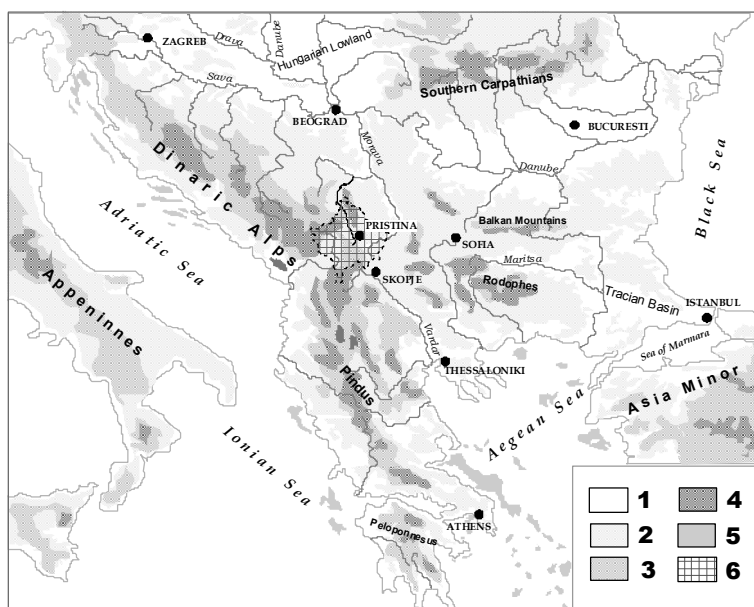 ZAGREB
Drava
Danube
Hungarian Lowland
Sava
Southern Carpathians
BEOGRAD
BUCURESTI
Morava
Danube
Black Sea
Dinaric Alps
Adriatic Sea
PRISTINA
Balkan Mountains
SOFIA
Maritsa
SKOPJE
Rodophes
Appeninnes
Tracian Basin
ISTANBUL
Vardar
Sea of Marmara
THESSALONIKI
Pindus
Asia Minor
Aegean Sea
Ionian Sea
ATHENS
Peloponnesus
1
4
2
5
3
6